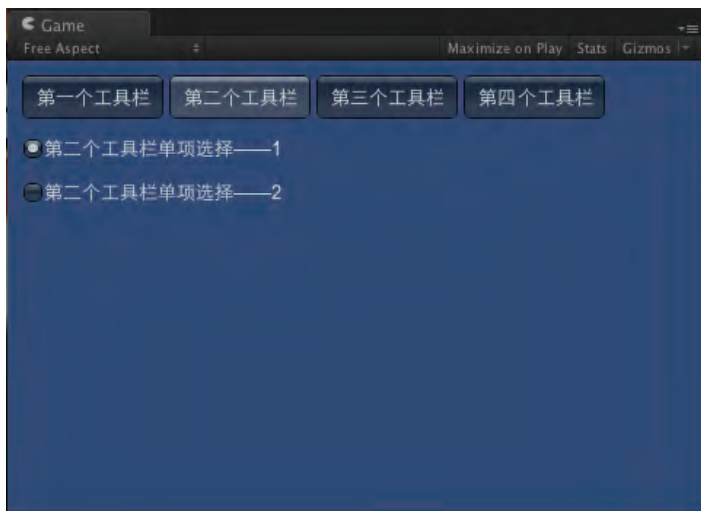 Game
Free Aspect Maximize on Play Stats Gizmos
第一个工具栏 第二个工具栏 第三个工具栏 第四个工具栏
第二个工具栏单项选择——1
第二个工具栏单项选择——2